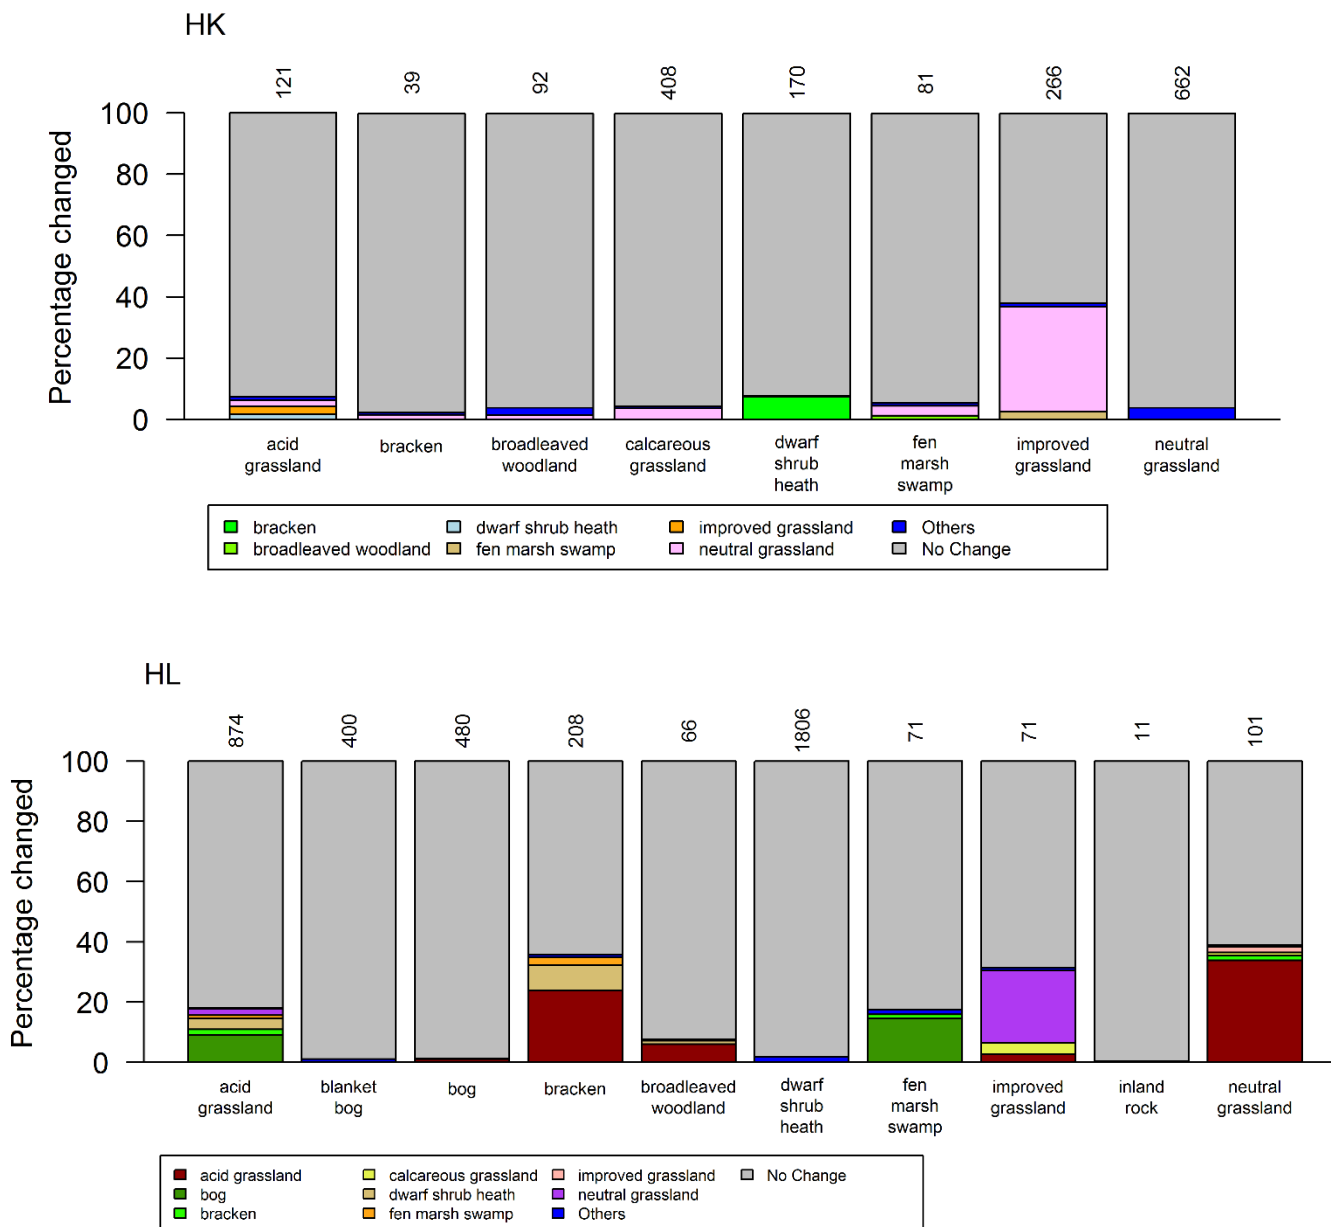 HK
121 39 92 408 170 81 266 662
Percentage changed
100
80
60
40
20
0
acid grassland
bracken
broadleaved woodland
calcareous grassland
dwarf shrub heath
fen marsh swamp
improved grassland
neutral grassland
bracken dwarf shrub heath improved grassland Others
broadleaved woodland fen marsh swamp neutral grassland No Change
HL
874 400 480 208 66 1806 71 71 11 101
Percentage changed
100
80
60
40
20
0
acid grassland
blanket bog
bog
bracken
broadleaved woodland
dwarf shrub heath
fen marsh swamp
improved grassland
inland rock
neutral grassland
acid grassland calcareous grassland improved grassland No Change
bog dwarf shrub heath neutral grassland
bracken fen marsh swamp Others